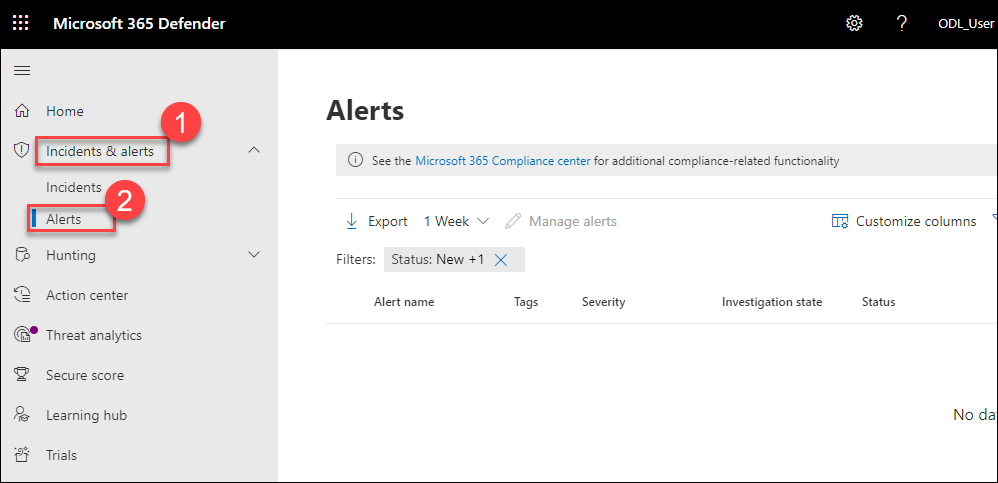 Microsoft 365 Defender
?
ODL_User
Home
1
Incidents & alerts
Incidents
2
Alerts
Hunting
Action center
Threat analytics
Secure score
Learning hub
Trials
Alerts
See the Microsoft 365 Compliance center for additional compliance-related functionality
Export 1 Week Manage alerts Customize columns
Filters: Status: New +1
Alert name Tags Severity Investigation state Status
No da